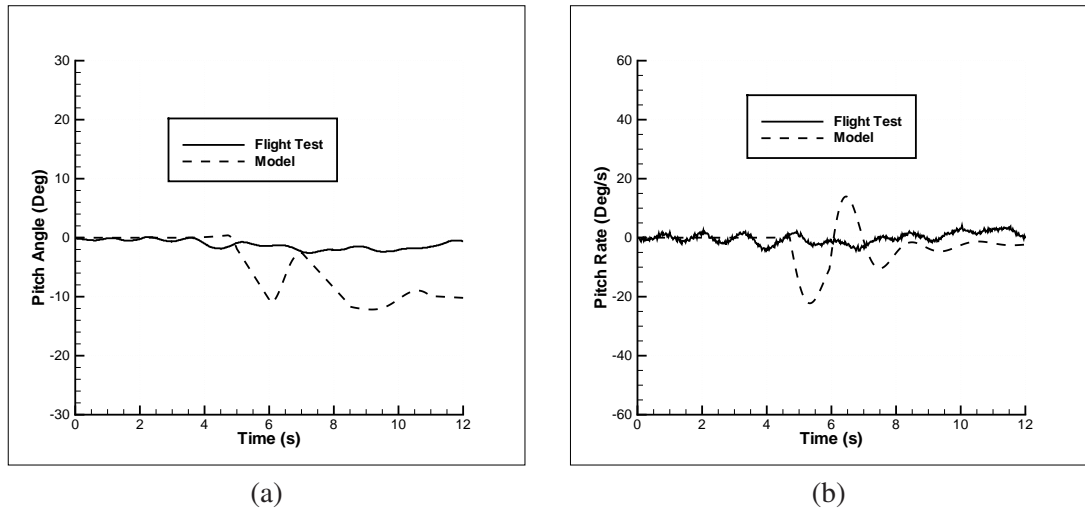 30
20
10
0
-10
-20
-30
Pitch Angle (Deg)
Flight Test
Model
0 2 4 6 8 10 12
Time (s)
(a)
60
40
20
0
-20
-40
-60
Pitch Rate (Deg/s)
Flight Test
Model
0 2 4 6 8 10 12
Time (s)
(b)